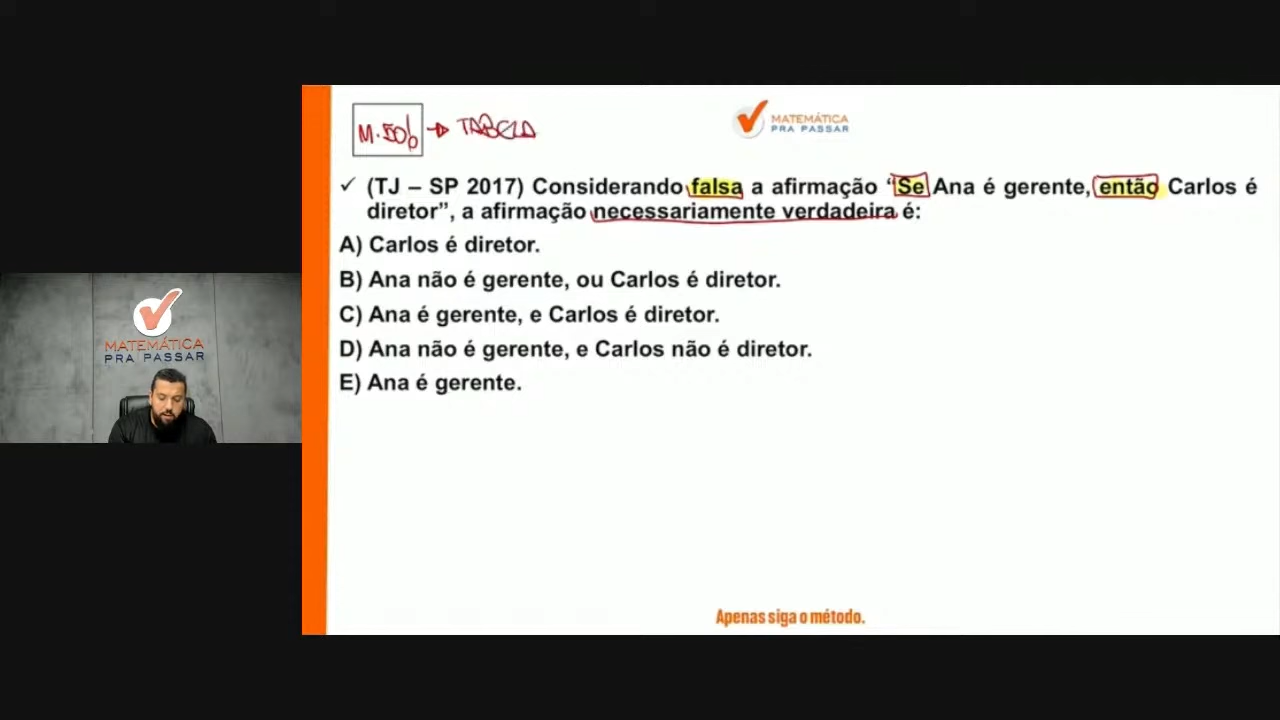 MATEMÁTICA
PRA PASSAR
TABELA
MATEMÁTICA
PRA PASSAR
✓ (TJ – SP 2017) Considerando falsa a afirmação “Se Ana é gerente, então Carlos é
diretor”, a afirmação necessariamente verdadeira é:
A) Carlos é diretor.
B) Ana não é gerente, ou Carlos é diretor.
C) Ana é gerente, e Carlos é diretor.
D) Ana não é gerente, e Carlos não é diretor.
E) Ana é gerente.
Apenas siga o método.